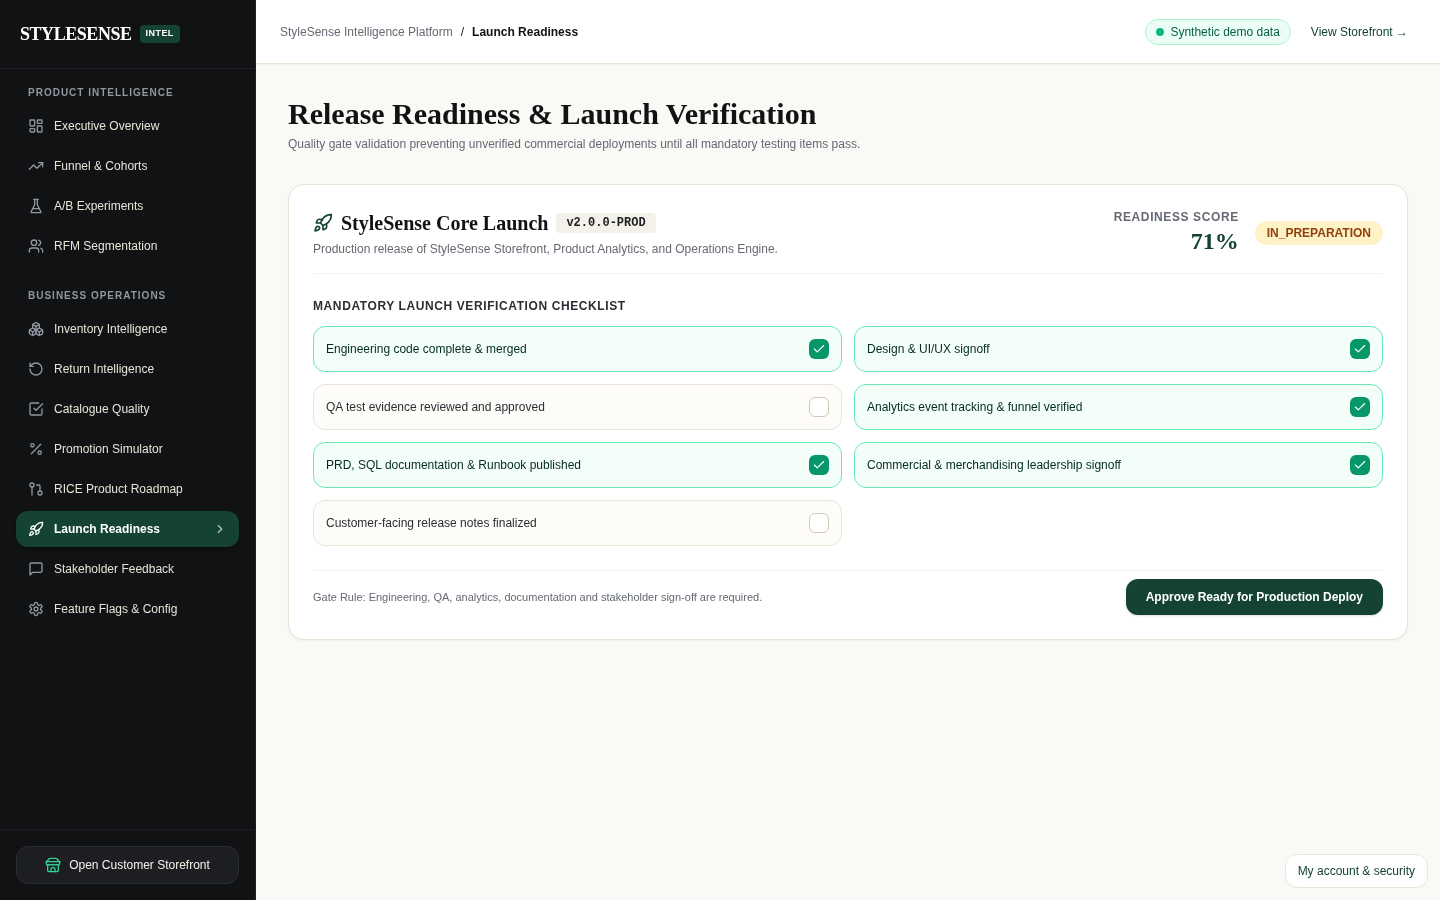 STYLESENSE INTEL
PRODUCT INTELLIGENCE
Executive Overview
Funnel & Cohorts
A/B Experiments
RFM Segmentation
BUSINESS OPERATIONS
Inventory Intelligence
Return Intelligence
Catalogue Quality
Promotion Simulator
RICE Product Roadmap
Launch Readiness
Stakeholder Feedback
Feature Flags & Config
Open Customer Storefront
StyleSense Intelligence Platform / Launch Readiness
Synthetic demo data
View Storefront →
Release Readiness & Launch Verification
Quality gate validation preventing unverified commercial deployments until all mandatory testing items pass.
StyleSense Core Launch v2.0.0-PROD
Production release of StyleSense Storefront, Product Analytics, and Operations Engine.
READINESS SCORE
71%
IN_PREPARATION
MANDATORY LAUNCH VERIFICATION CHECKLIST
Engineering code complete & merged
Design & UI/UX signoff
QA test evidence reviewed and approved
Analytics event tracking & funnel verified
PRD, SQL documentation & Runbook published
Commercial & merchandising leadership signoff
Customer-facing release notes finalized
Gate Rule: Engineering, QA, analytics, documentation and stakeholder sign-off are required.
Approve Ready for Production Deploy
My account & security